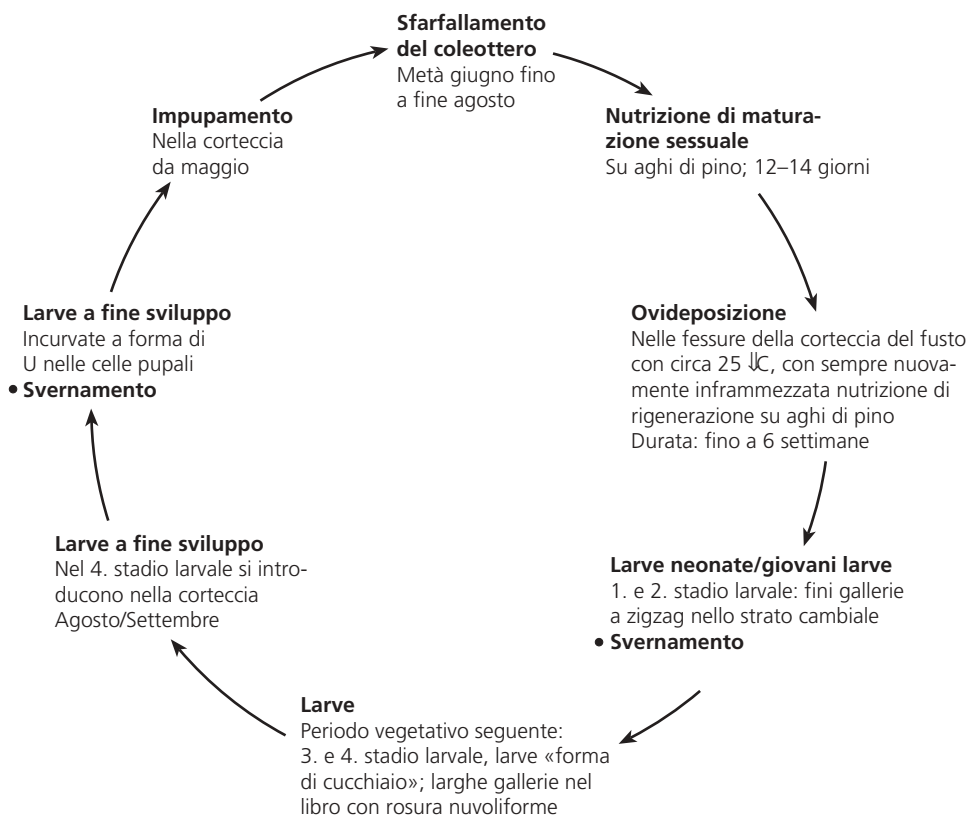 Sfarfallamento
del coleottero
Metà giugno fino
a fine agosto
Nutrizione di matura-
zione sessuale
Su aghi di pino; 12–14 giorni
Ovideposizione
Nelle fessure della corteccia del fusto
con circa 25 ⇓C, con sempre nuova-
mente inframmezzata nutrizione di
rigenerazione su aghi di pino
Durata: fino a 6 settimane
Larve neonate/giovani larve
1. e 2. stadio larvale: fini gallerie
a zigzag nello strato cambiale
• Svernamento
Larve
Periodo vegetativo seguente:
3. e 4. stadio larvale, larve «forma
di cucchiaio»; larghe gallerie nel
libro con rosura nuvoliforme
Larve a fine sviluppo
Nel 4. stadio larvale si intro-
ducono nella corteccia
Agosto/Settembre
Larve a fine sviluppo
Incurvate a forma di
U nelle celle pupali
• Svernamento
Impupamento
Nella corteccia
da maggio